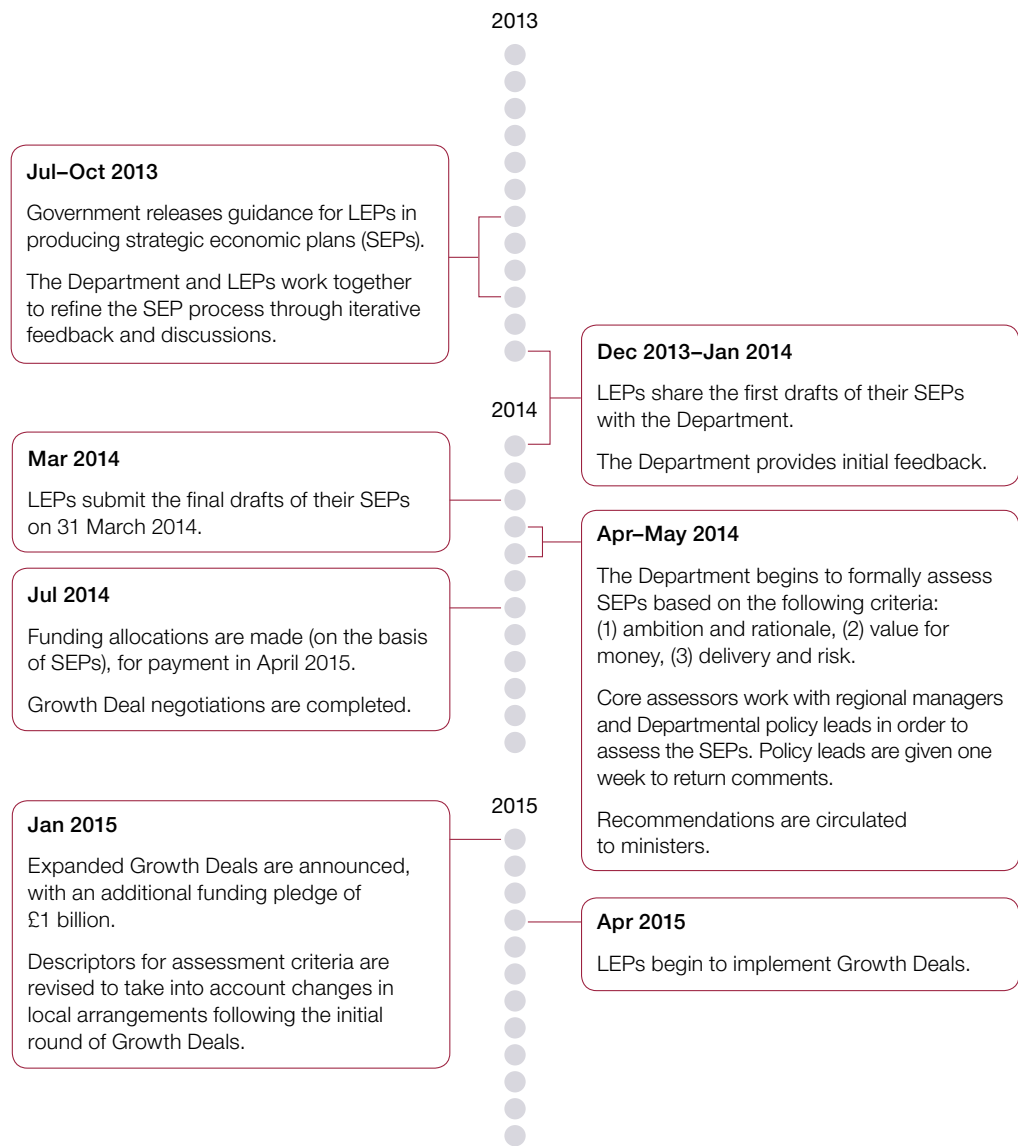 2013
Jul–Oct 2013
Government releases guidance for LEPs in
producing strategic economic plans (SEPs).
The Department and LEPs work together
to refine the SEP process through iterative
feedback and discussions.
Dec 2013–Jan 2014
LEPs share the first drafts of their SEPs
with the Department.
The Department provides initial feedback.
2014
Mar 2014
LEPs submit the final drafts of their SEPs
on 31 March 2014.
Apr–May 2014
The Department begins to formally assess
SEPs based on the following criteria:
(1) ambition and rationale, (2) value for
money, (3) delivery and risk.
Core assessors work with regional managers
and Departmental policy leads in order to
assess the SEPs. Policy leads are given one
week to return comments.
Recommendations are circulated
to ministers.
Jul 2014
Funding allocations are made (on the basis
of SEPs), for payment in April 2015.
Growth Deal negotiations are completed.
2015
Jan 2015
Expanded Growth Deals are announced,
with an additional funding pledge of
£1 billion.
Descriptors for assessment criteria are
revised to take into account changes in
local arrangements following the initial
round of Growth Deals.
Apr 2015
LEPs begin to implement Growth Deals.